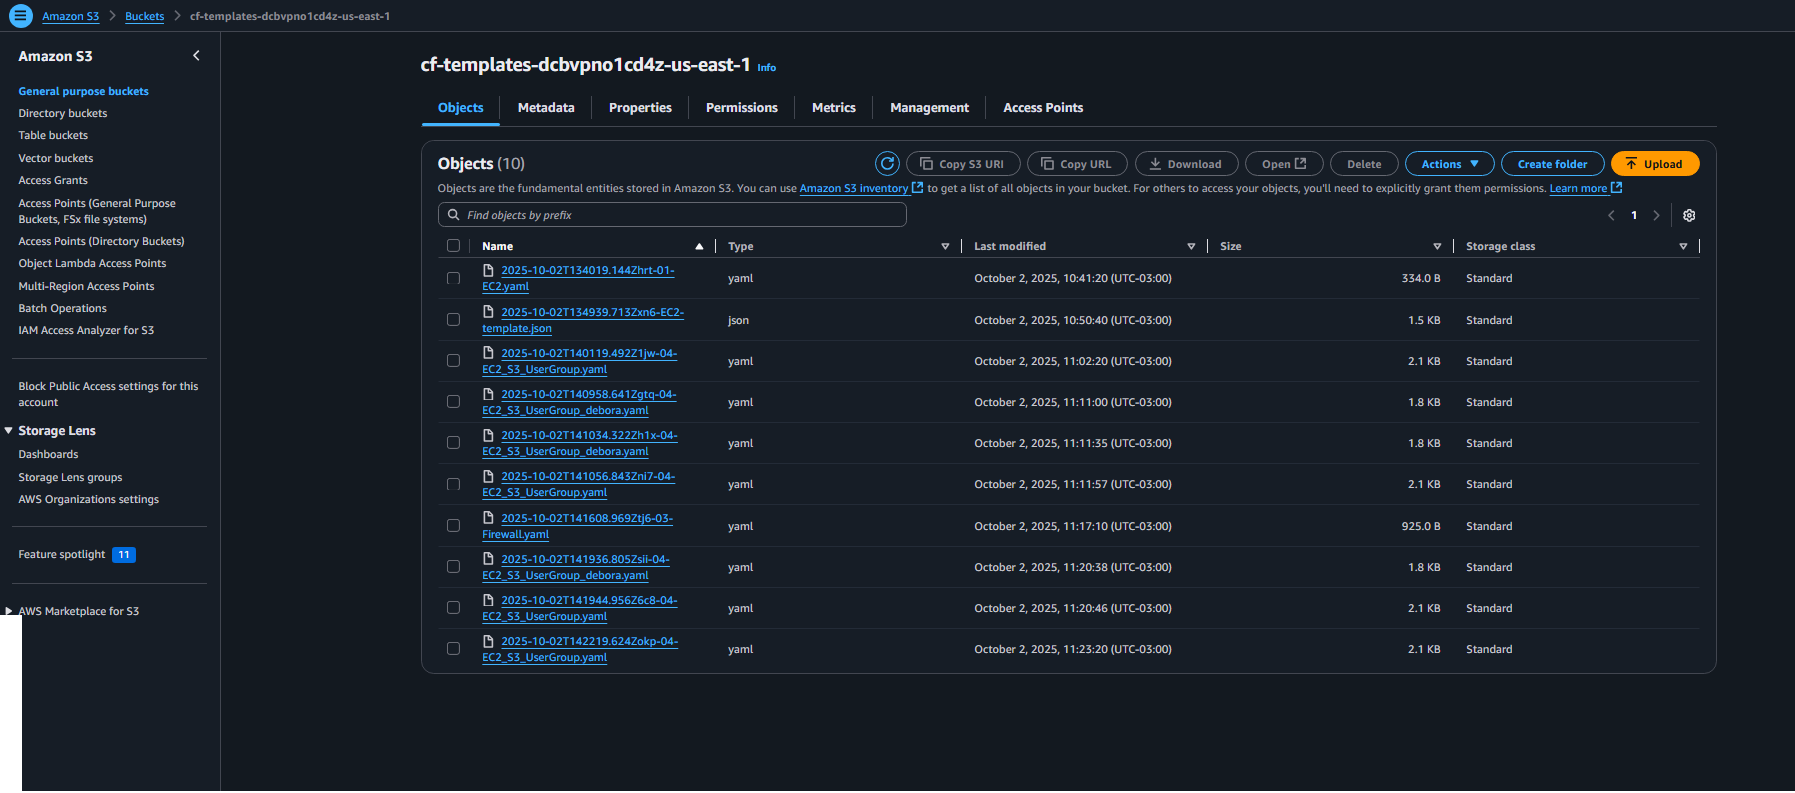 Amazon S3 > Buckets > cf-templates-dcbvpno1cd4z-us-east-1
Amazon S3
General purpose buckets
Directory buckets
Table buckets
Vector buckets
Access Grants
Access Points (General Purpose
Buckets, FSx file systems)
Access Points (Directory Buckets)
Object Lambda Access Points
Multi-Region Access Points
Batch Operations
IAM Access Analyzer for S3
Block Public Access settings for this
account
Storage Lens
Dashboards
Storage Lens groups
AWS Organizations settings
Feature spotlight 11
AWS Marketplace for S3
cf-templates-dcbvpno1cd4z-us-east-1 Info
Objects Metadata Properties Permissions Metrics Management Access Points
Objects (10) Copy S3 URI Copy URL Download Open Delete Actions Create folder Upload
Objects are the fundamental entities stored in Amazon S3. You can use Amazon S3 inventory to get a list of all objects in your bucket. For others to access your objects, you'll need to explicitly grant them permissions. Learn more
Find objects by prefix 1
Name Type Last modified Size Storage class
2025-10-02T134019.144Zhrt-01-
EC2.yaml yaml October 2, 2025, 10:41:20 (UTC-03:00) 334.0 B Standard
2025-10-02T134939.713Zxn6-EC2-
template.json json October 2, 2025, 10:50:40 (UTC-03:00) 1.5 KB Standard
2025-10-02T140119.492Z1jw-04-
EC2_S3_UserGroup.yaml yaml October 2, 2025, 11:02:20 (UTC-03:00) 2.1 KB Standard
2025-10-02T140958.641Zgtq-04-
EC2_S3_UserGroup_debora.yaml yaml October 2, 2025, 11:11:00 (UTC-03:00) 1.8 KB Standard
2025-10-02T141034.322Zh1x-04-
EC2_S3_UserGroup_debora.yaml yaml October 2, 2025, 11:11:35 (UTC-03:00) 1.8 KB Standard
2025-10-02T141056.843Zni7-04-
EC2_S3_UserGroup.yaml yaml October 2, 2025, 11:11:57 (UTC-03:00) 2.1 KB Standard
2025-10-02T141608.969Ztj6-03-
Firewall.yaml yaml October 2, 2025, 11:17:10 (UTC-03:00) 925.0 B Standard
2025-10-02T141936.805Zsii-04-
EC2_S3_UserGroup_debora.yaml yaml October 2, 2025, 11:20:38 (UTC-03:00) 1.8 KB Standard
2025-10-02T141944.956Z6c8-04-
EC2_S3_UserGroup.yaml yaml October 2, 2025, 11:20:46 (UTC-03:00) 2.1 KB Standard
2025-10-02T142219.624Zokp-04-
EC2_S3_UserGroup.yaml yaml October 2, 2025, 11:23:20 (UTC-03:00) 2.1 KB Standard